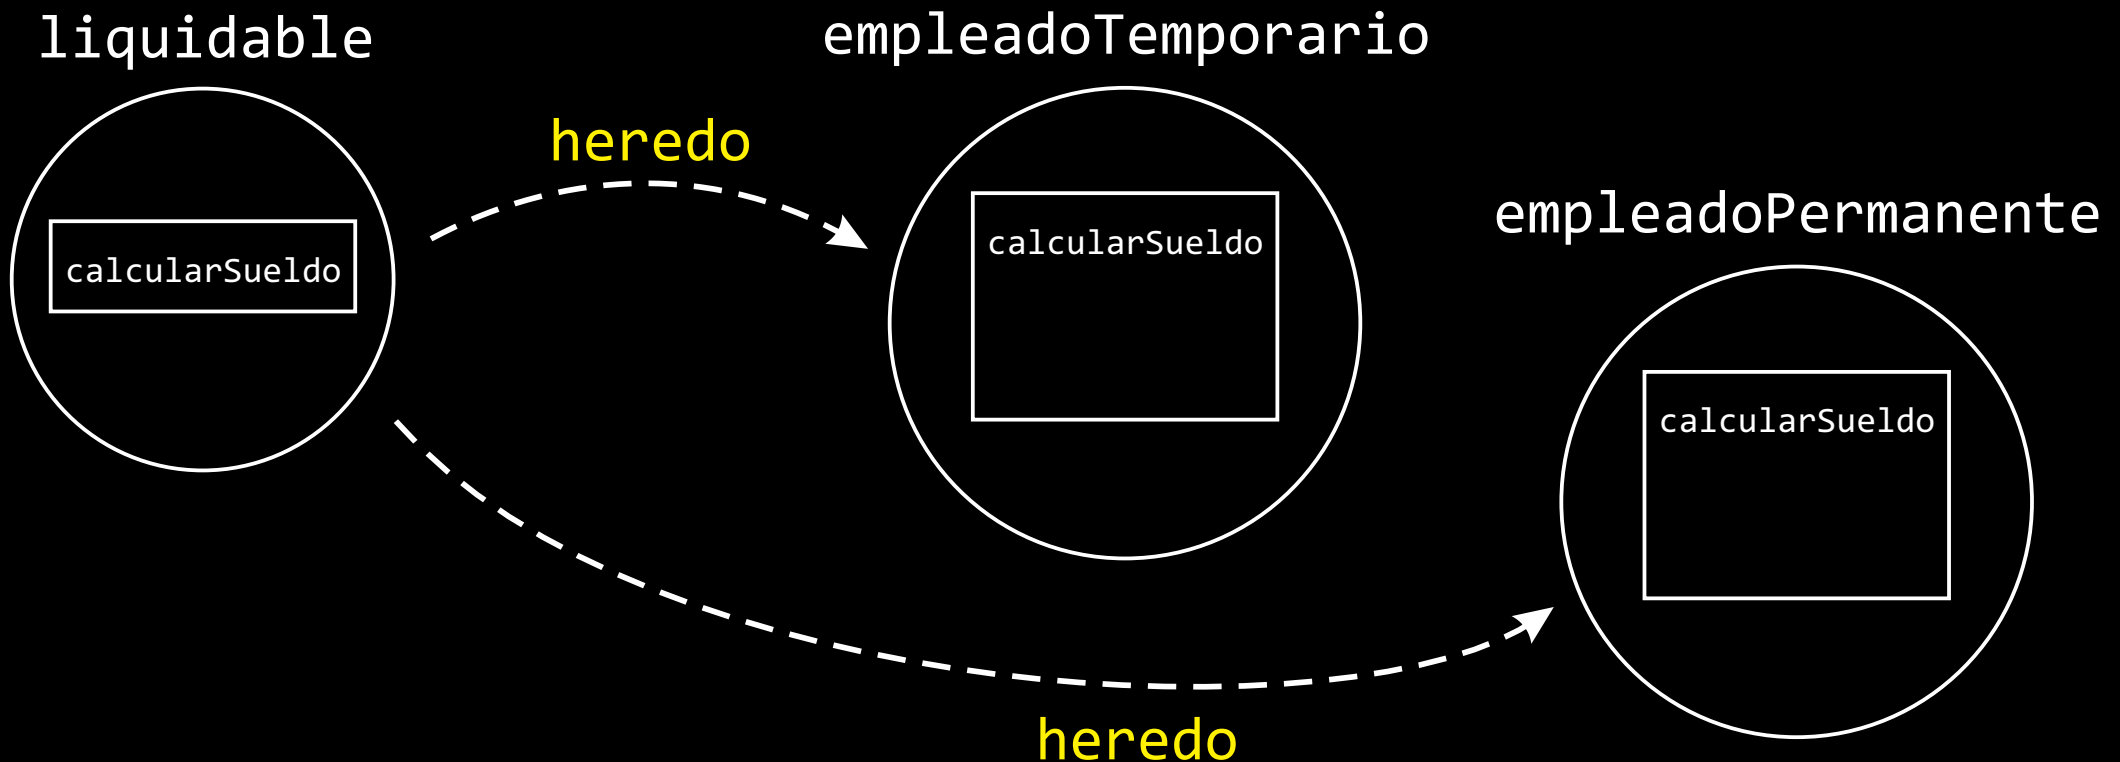 liquidable
empleadoTemporario
heredo
empleadoPermanente
calcularSueldo
calcularSueldo
calcularSueldo
heredo